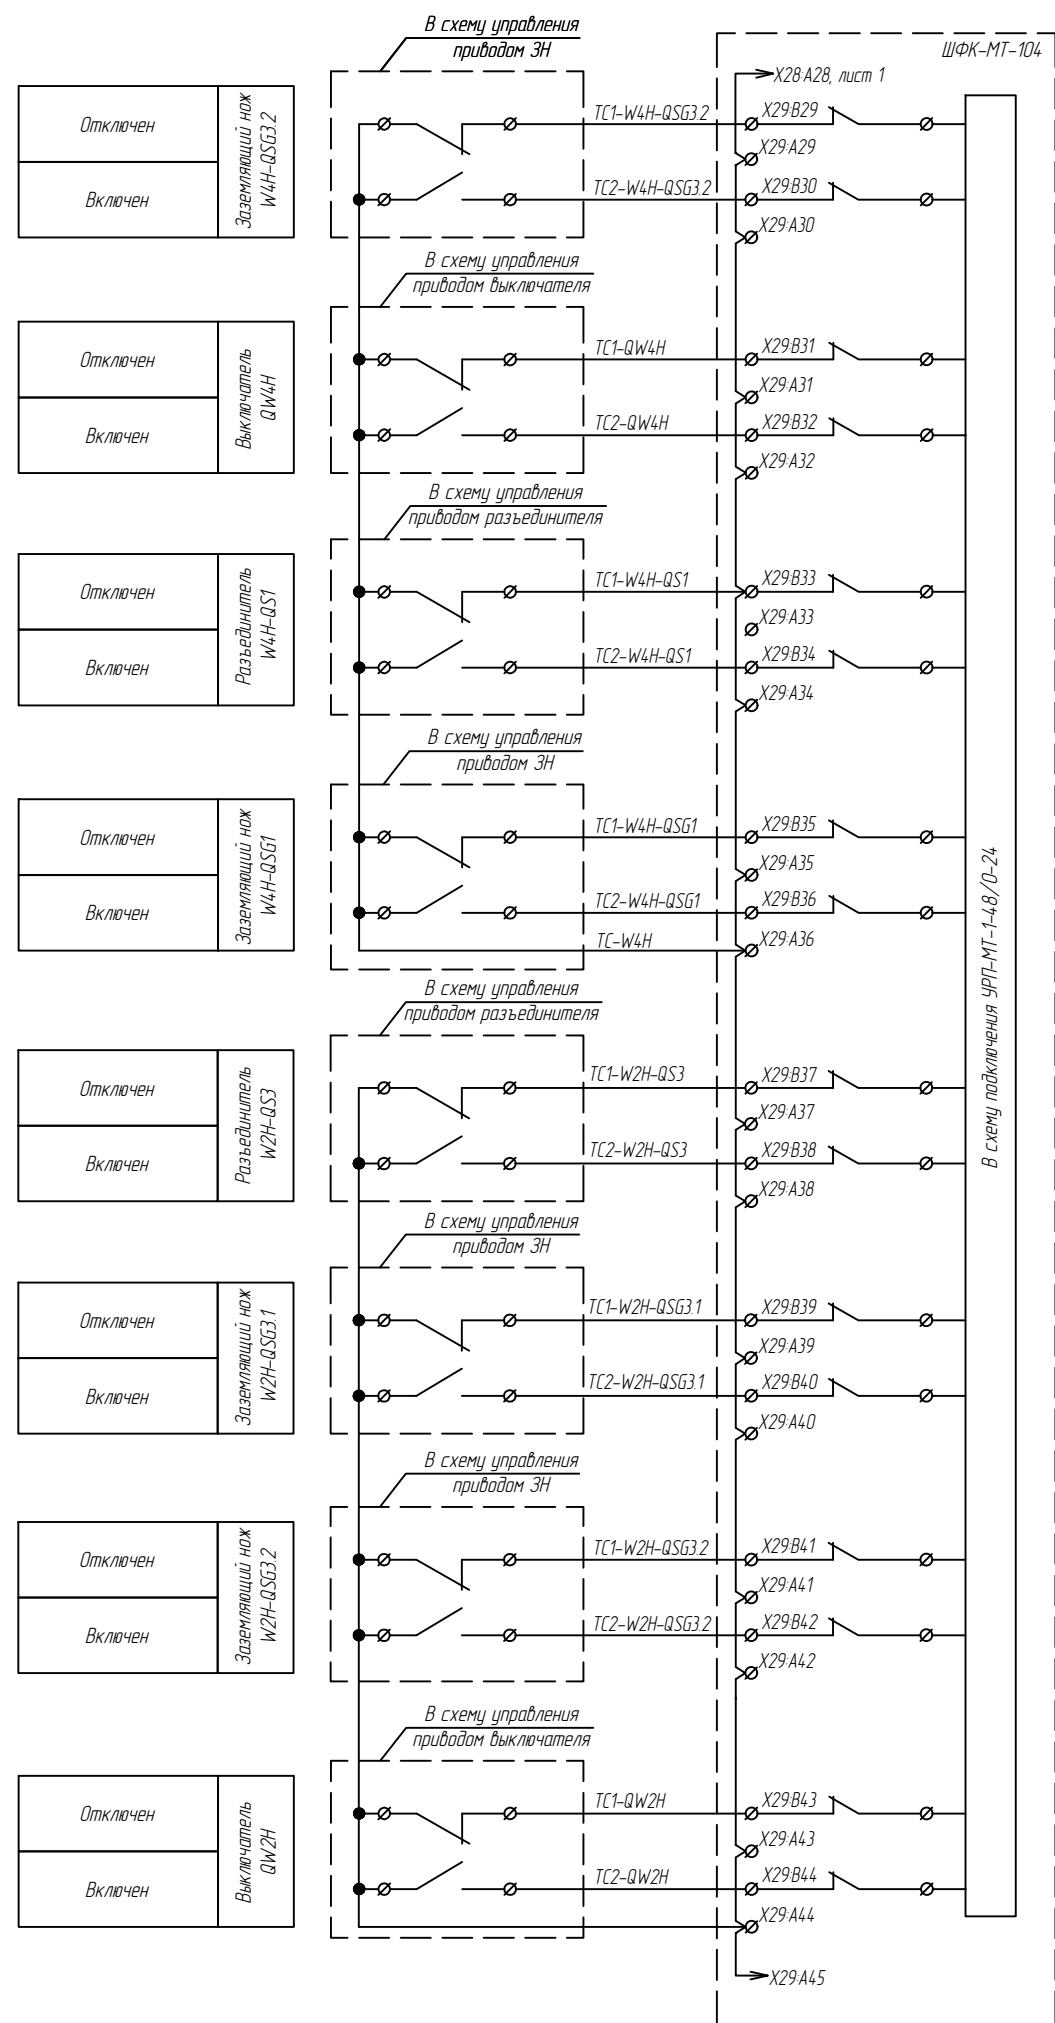 В схему управления
приводом ЗН
ШФК-МТ-104
X28:A28, лист 1
Отключен
Включен
Заземляющий нож
W4H-QSG3.2
TC1-W4H-QSG3.2
X29:B29
X29:A29
TC2-W4H-QSG3.2
X29:B30
X29:A30
В схему управления
приводом выключателя
Отключен
Включен
Выключатель
QW4H
TC1-QW4H
X29:B31
X29:A31
TC2-QW4H
X29:B32
X29:A32
В схему управления
приводом разъединителя
Отключен
Включен
Разъединитель
W4H-QS1
TC1-W4H-QS1
X29:B33
X29:A33
TC2-W4H-QS1
X29:B34
X29:A34
В схему управления
приводом ЗН
Отключен
Включен
Заземляющий нож
W4H-QSG1
TC1-W4H-QSG1
X29:B35
X29:A35
TC2-W4H-QSG1
X29:B36
TC-W4H
X29:A36
В схему подключения УРП-МТ-1-48/0-24
В схему управления
приводом разъединителя
Отключен
Включен
Разъединитель
W2H-QS3
TC1-W2H-QS3
X29:B37
X29:A37
TC2-W2H-QS3
X29:B38
X29:A38
В схему управления
приводом ЗН
Отключен
Включен
Заземляющий нож
W2H-QSG3.1
TC1-W2H-QSG3.1
X29:B39
X29:A39
TC2-W2H-QSG3.1
X29:B40
X29:A40
В схему управления
приводом ЗН
Отключен
Включен
Заземляющий нож
W2H-QSG3.2
TC1-W2H-QSG3.2
X29:B41
X29:A41
TC2-W2H-QSG3.2
X29:B42
X29:A42
В схему управления
приводом выключателя
Отключен
Включен
Выключатель
QW2H
TC1-QW2H
X29:B43
X29:A43
TC2-QW2H
X29:B44
X29:A44
X29:A45